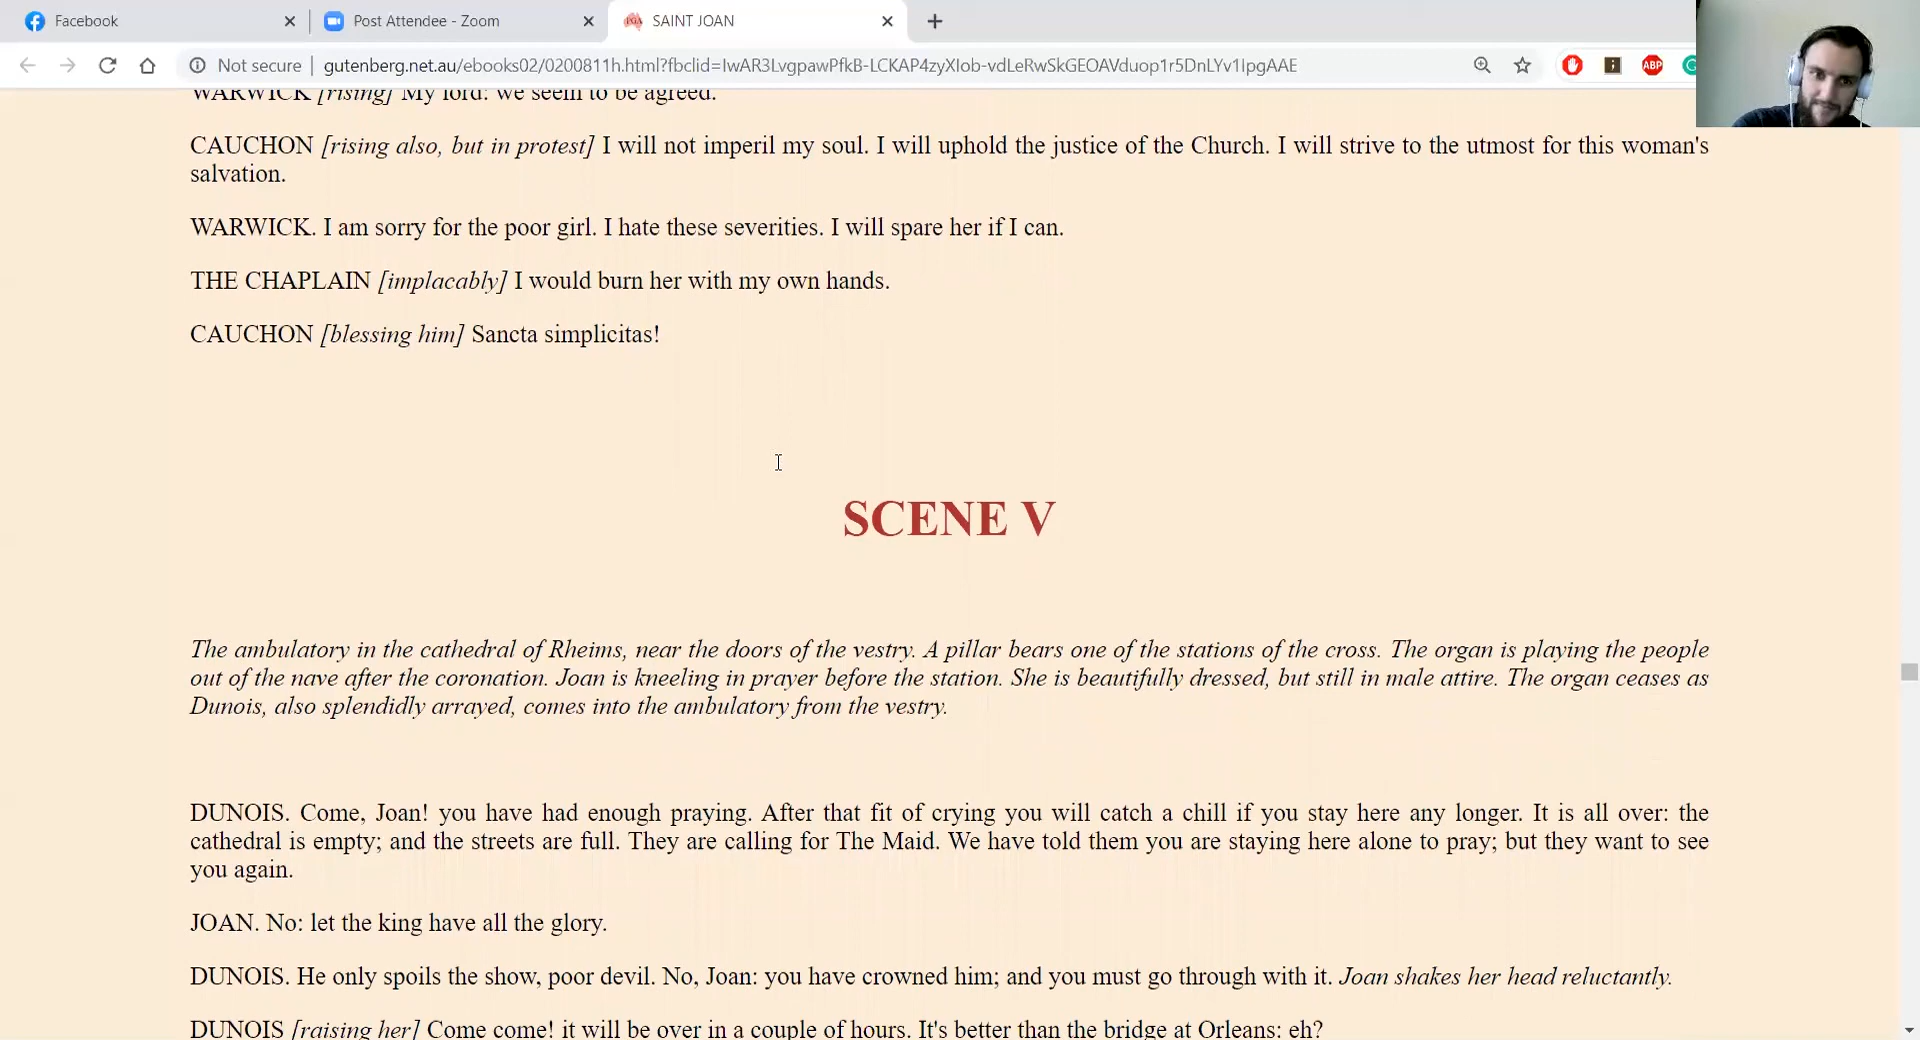 Facebook
Post Attendee - Zoom
SAINT JOAN
Not secure
gutenberg.net.au/ebooks02/0200811h.html?fbclid=IwAR3LvgpawPfkB-LCKAP4zyXIob-vdLeRwSkGEOAVduop1r5DnLYv1IpgAAE
ABP
WARWICK [rising] My lord: we seem to be agreed.
CAUCHON [rising also, but in protest] I will not imperil my soul. I will uphold the justice of the Church. I will strive to the utmost for this woman's
salvation.
WARWICK. I am sorry for the poor girl. I hate these severities. I will spare her if I can.
THE CHAPLAIN [implacably] I would burn her with my own hands.
CAUCHON [blessing him] Sancta simplicitas!
SCENE V
The ambulatory in the cathedral of Rheims, near the doors of the vestry. A pillar bears one of the stations of the cross. The organ is playing the people
out of the nave after the coronation. Joan is kneeling in prayer before the station. She is beautifully dressed, but still in male attire. The organ ceases as
Dunois, also splendidly arrayed, comes into the ambulatory from the vestry.
DUNOIS. Come, Joan! you have had enough praying. After that fit of crying you will catch a chill if you stay here any longer. It is all over: the
cathedral is empty; and the streets are full. They are calling for The Maid. We have told them you are staying here alone to pray; but they want to see
you again.
JOAN. No: let the king have all the glory.
DUNOIS. He only spoils the show, poor devil. No, Joan: you have crowned him; and you must go through with it. Joan shakes her head reluctantly.
DUNOIS [raising her] Come come! it will be over in a couple of hours. It's better than the bridge at Orleans: eh?